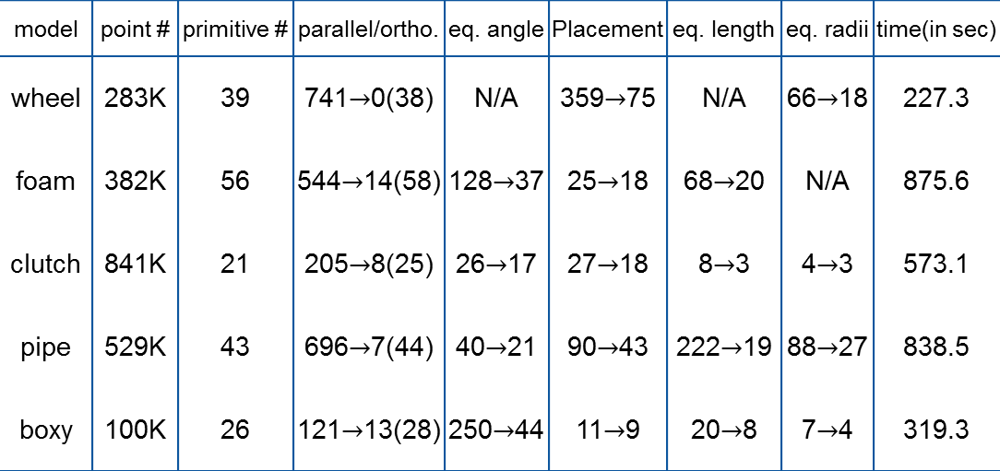 model point # primitive # parallel/ortho. eq. angle Placement eq. length eq. radii time(in sec)
wheel 283K 39 741→0(38) N/A 359→75 N/A 66→18 227.3
foam 382K 56 544→14(58) 128→37 25→18 68→20 N/A 875.6
clutch 841K 21 205→8(25) 26→17 27→18 8→3 4→3 573.1
pipe 529K 43 696→7(44) 40→21 90→43 222→19 88→27 838.5
boxy 100K 26 121→13(28) 250→44 11→9 20→8 7→4 319.3